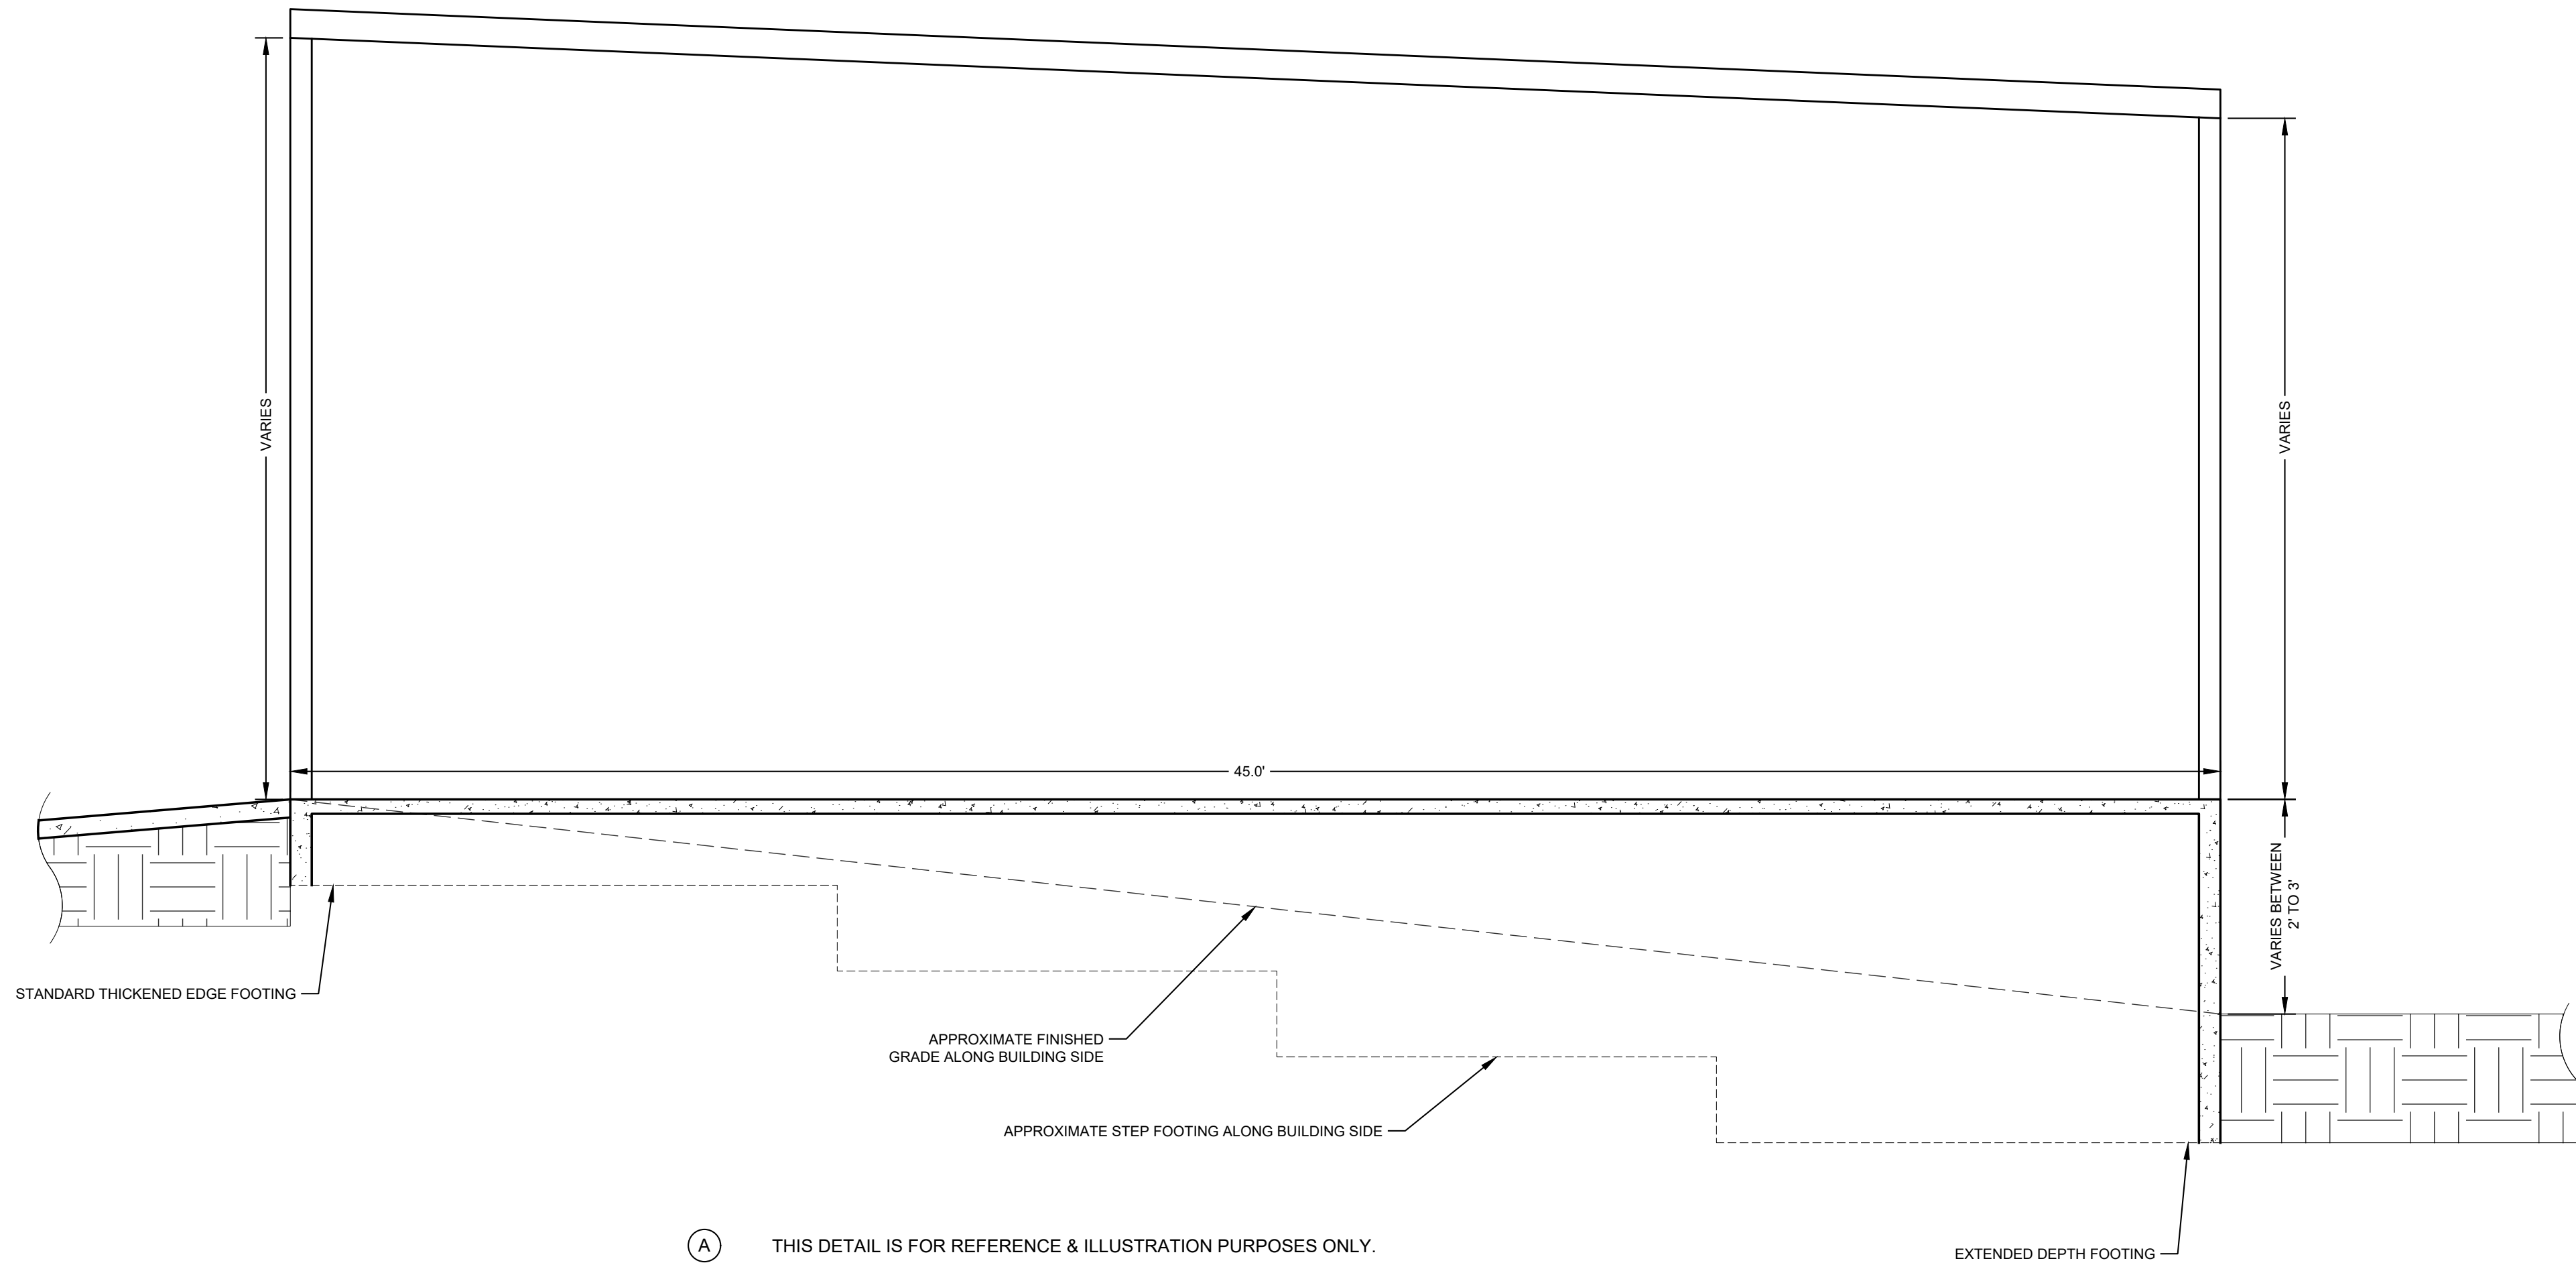 VARIES
VARIES
45.0'
VARIES BETWEEN
2' TO 3'
STANDARD THICKENED EDGE FOOTING
APPROXIMATE FINISHED
GRADE ALONG BUILDING SIDE
APPROXIMATE STEP FOOTING ALONG BUILDING SIDE
A THIS DETAIL IS FOR REFERENCE & ILLUSTRATION PURPOSES ONLY.
EXTENDED DEPTH FOOTING